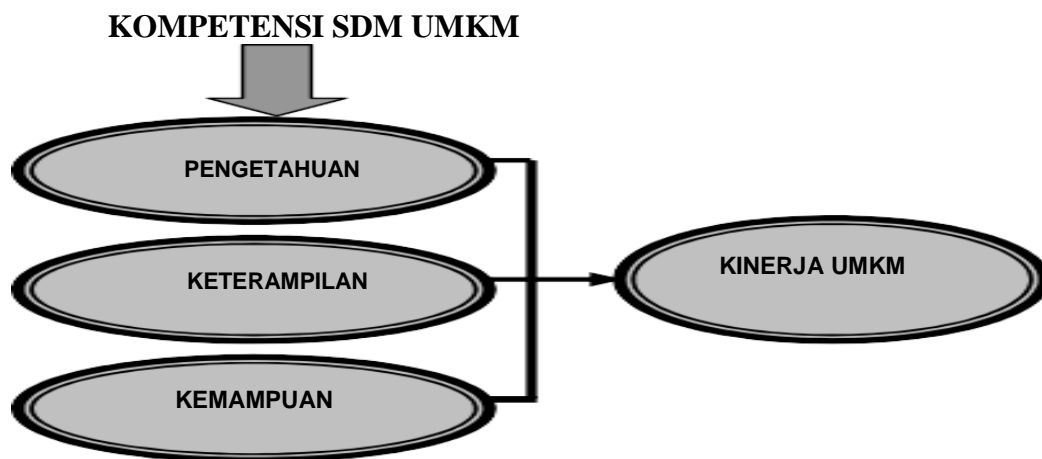 KOMPETENSI SDM UMKM
PENGETAHUAN
KETERAMPILAN
KINERJA UMKM
KEMAMPUAN